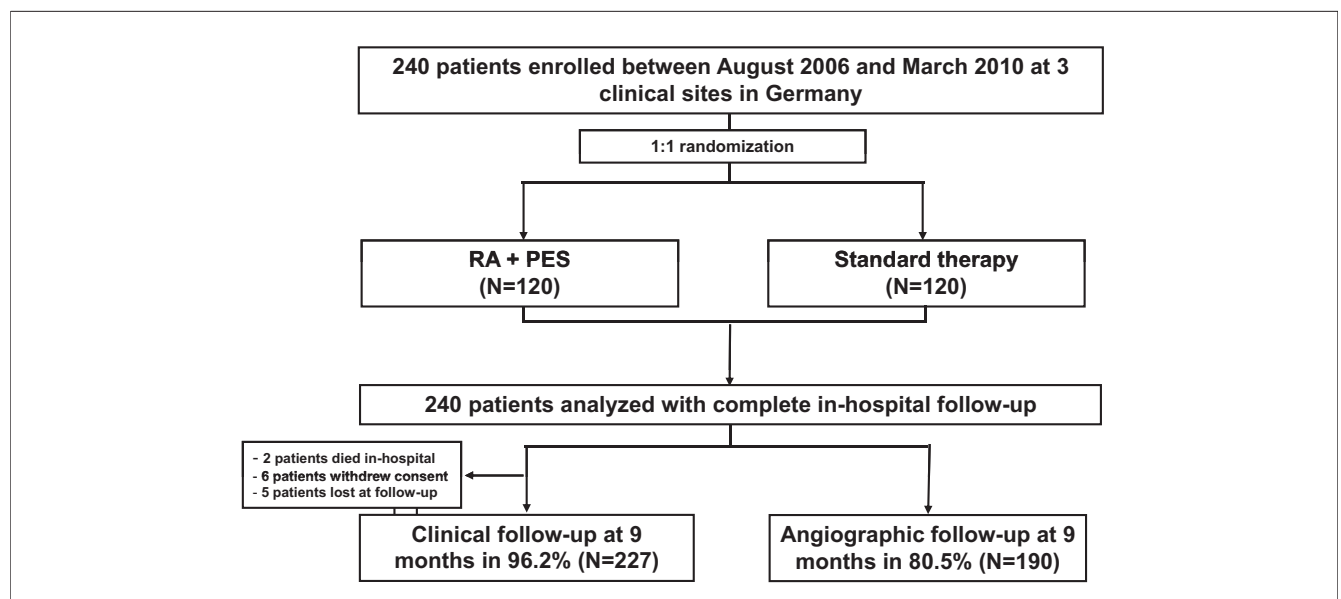 240 patients enrolled between August 2006 and March 2010 at 3
clinical sites in Germany
1:1 randomization
RA + PES
(N=120)
Standard therapy
(N=120)
240 patients analyzed with complete in-hospital follow-up
- 2 patients died in-hospital
- 6 patients withdrew consent
- 5 patients lost at follow-up
Clinical follow-up at 9
months in 96.2% (N=227)
Angiographic follow-up at 9
months in 80.5% (N=190)